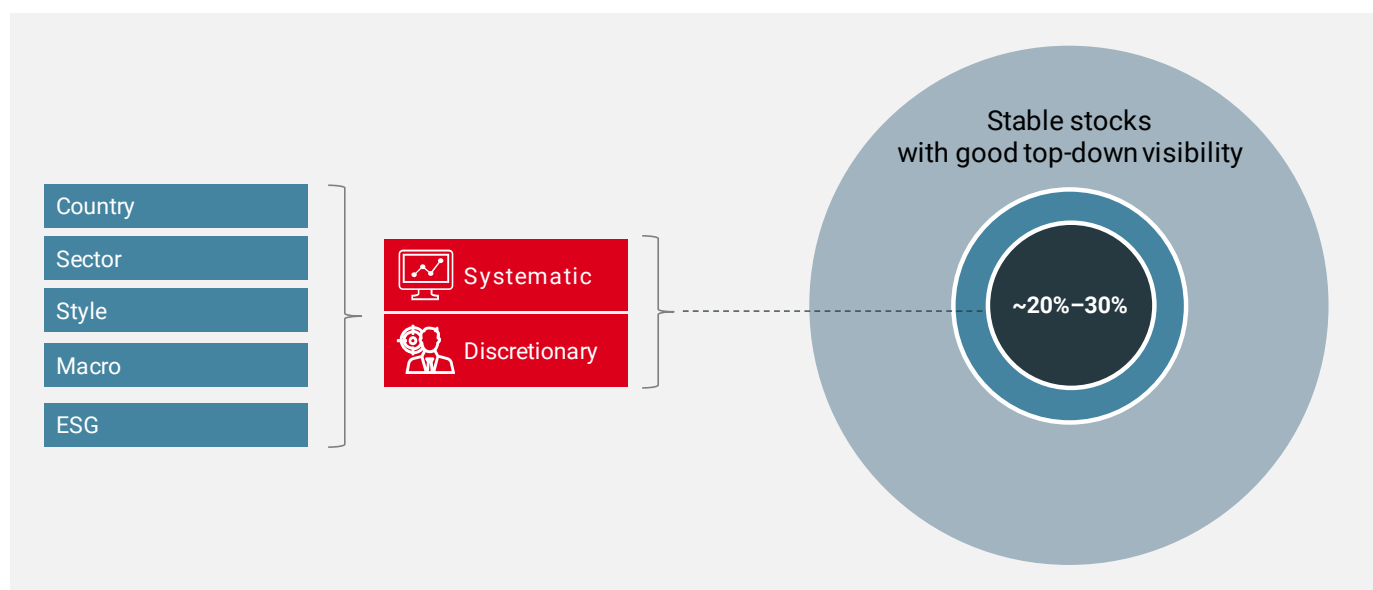 Country
Sector
Style
Macro
ESG
Systematic
Discretionary
Stable stocks
with good top-down visibility
~20%–30%